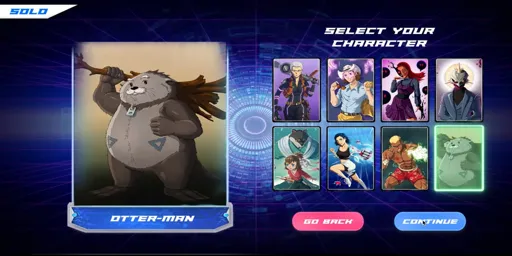 SOLO
SELECT YOUR
CHARACTER
OTTER-MAN
GO BACK
CONTINUE